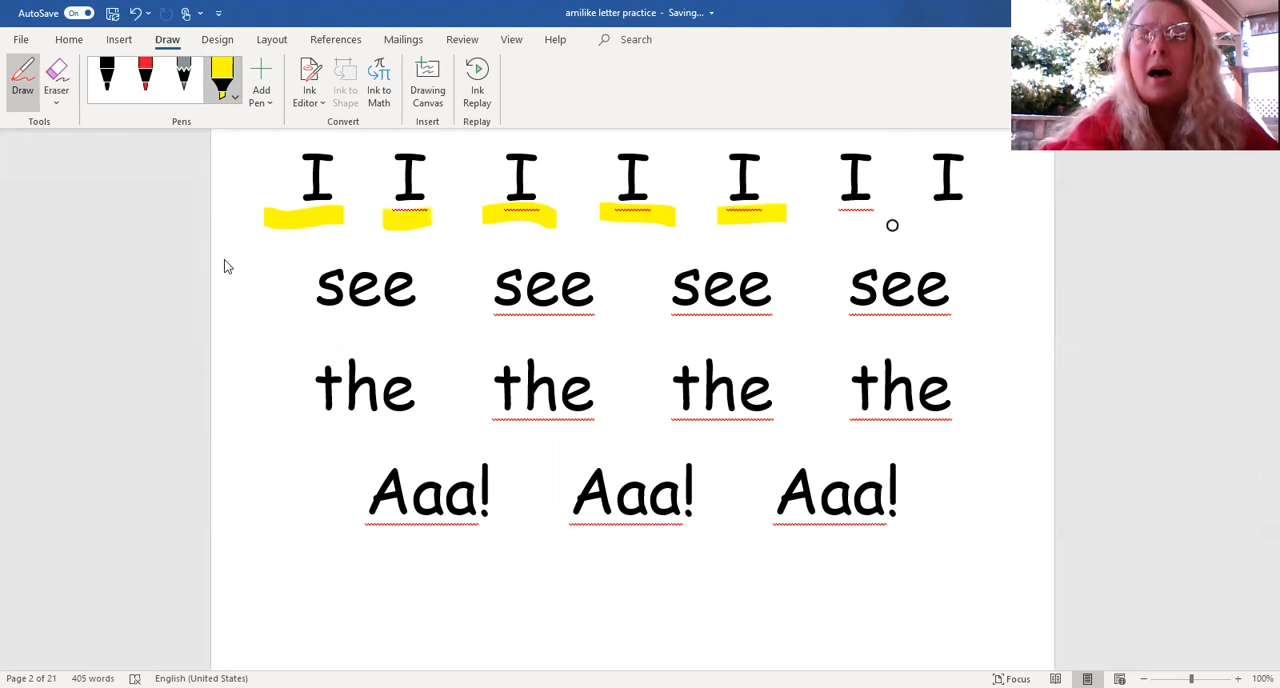 AutoSave On amilike letter practice - Saving...
File Home Insert Draw Design Layout References Mailings Review View Help Search
Draw Eraser Add Pen Ink Editor Ink to Shape Ink to Math Drawing Canvas Ink Replay
Tools Pens Convert Insert Replay
I I I I I I I
see see see see
the the the the
Aaa! Aaa! Aaa!
Page 2 of 21 405 words English (United States) Focus 100%